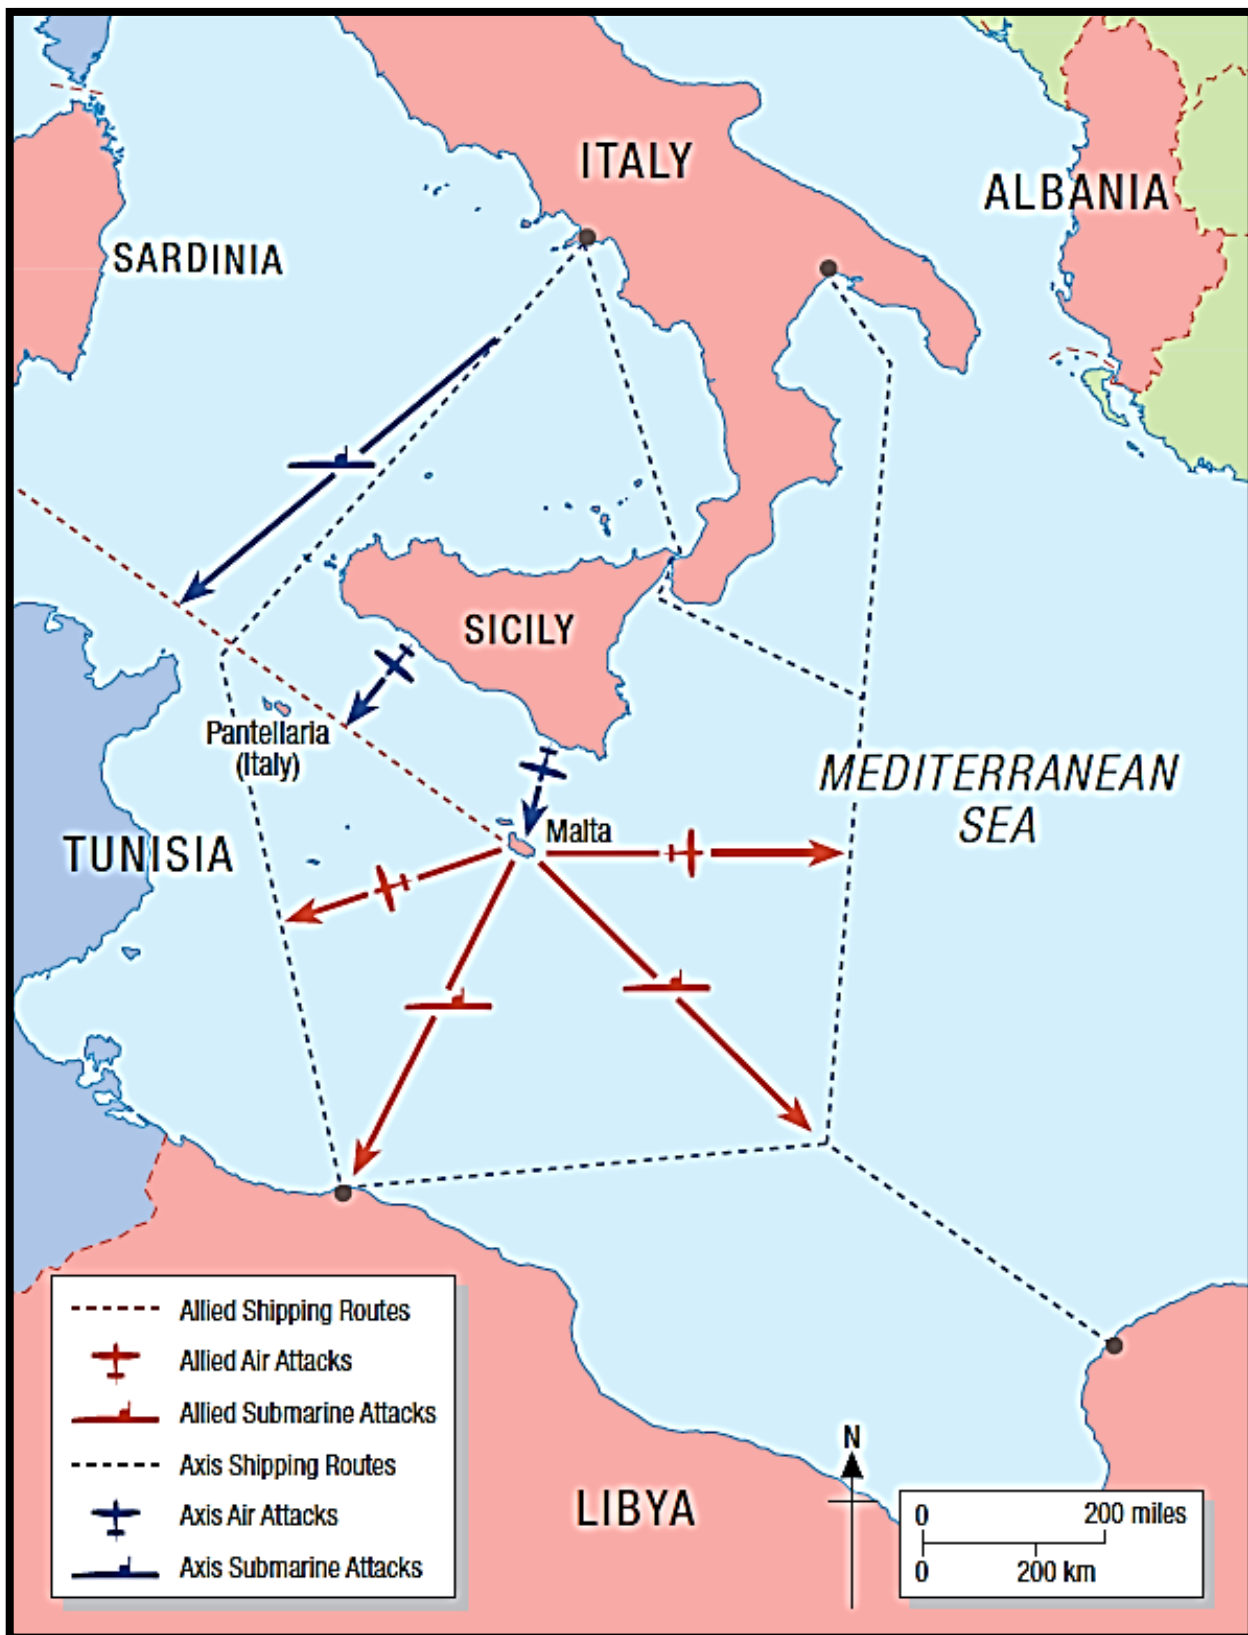 ITALY
ALBANIA
SARDINIA
SICILY
Pantellaria
(Italy)
MEDITERRANEAN
SEA
Malta
TUNISIA
Allied Shipping Routes
Allied Air Attacks
Allied Submarine Attacks
Axis Shipping Routes
Axis Air Attacks
Axis Submarine Attacks
LIBYA
N
0 200 miles
0 200 km